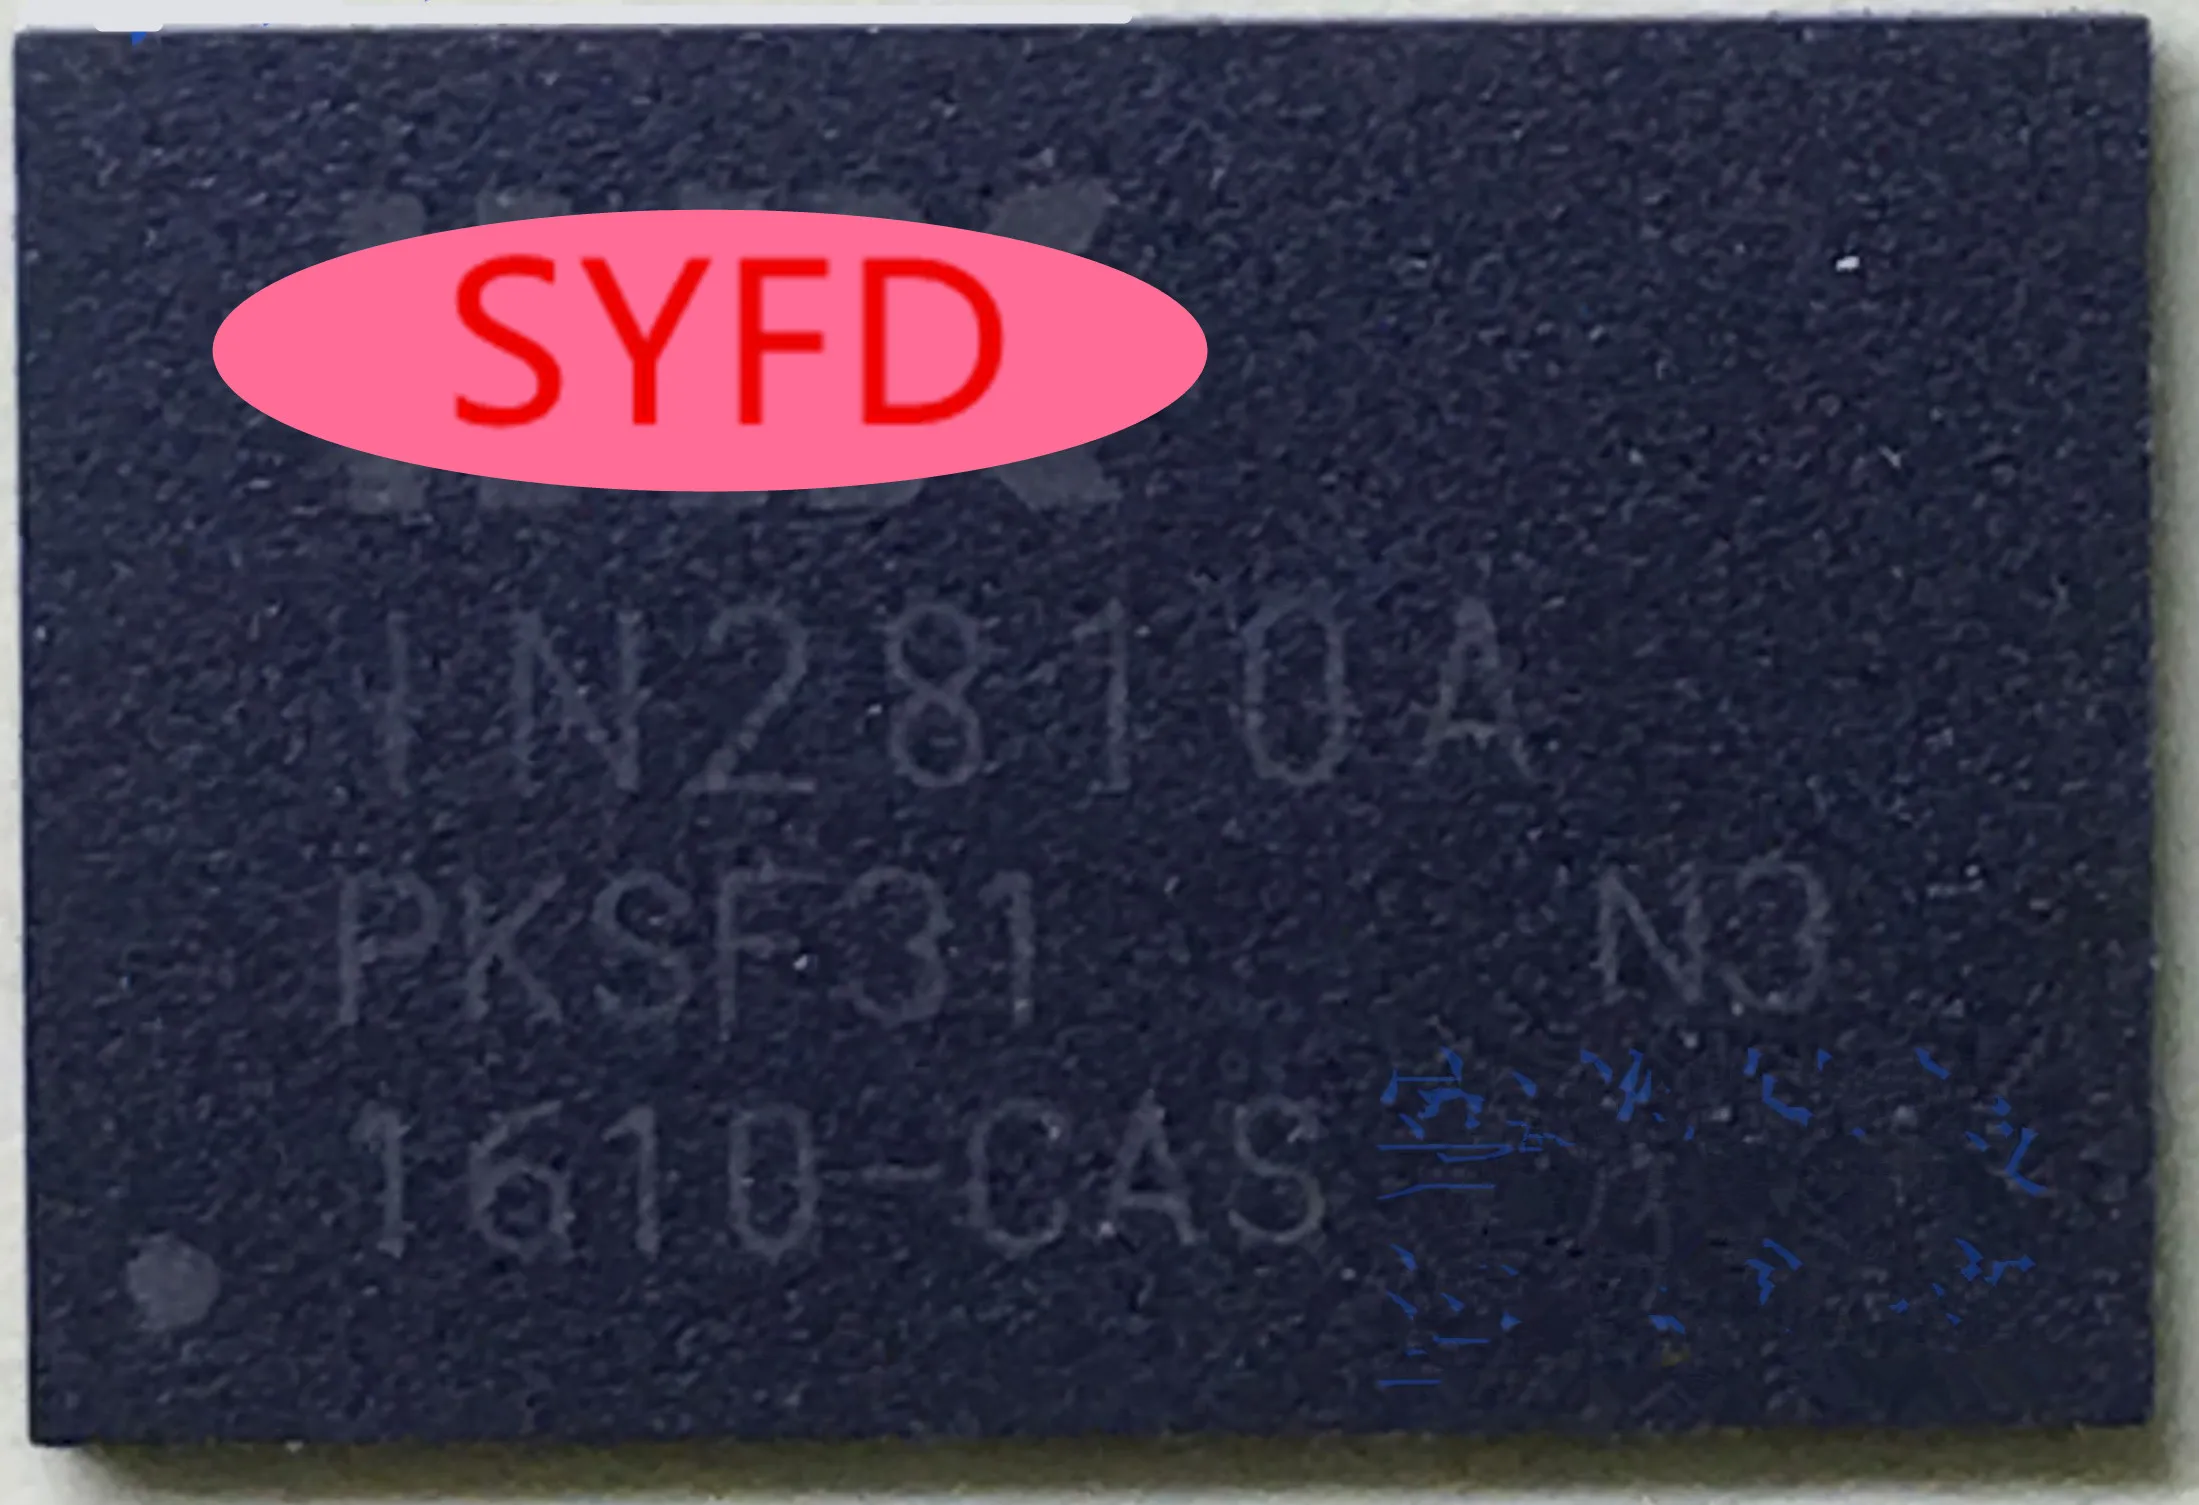 SYFD
IN2810A
PKSF31 N3
1610-CAS